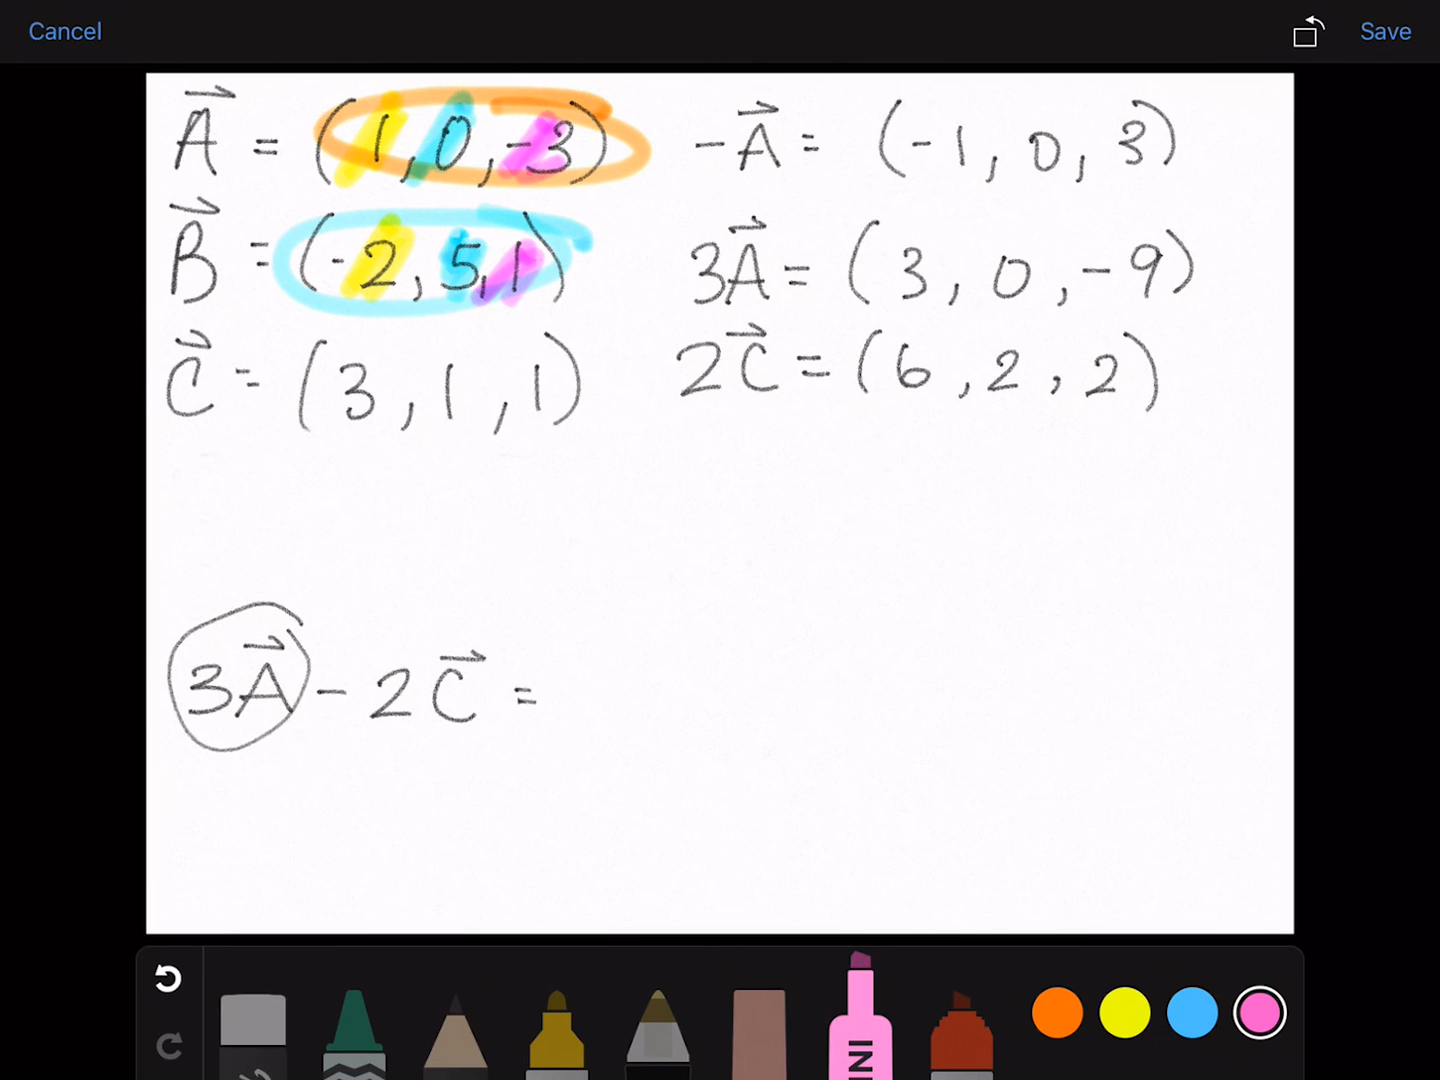 Cancel
Save
A⃗ = (1, 0, -3)
-A⃗ = (-1, 0, 3)
B⃗ = (-2, 5, 1)
3A⃗ = (3, 0, -9)
C⃗ = (3, 1, 1)
2C⃗ = (6, 2, 2)
3A⃗ - 2C⃗ =
INI